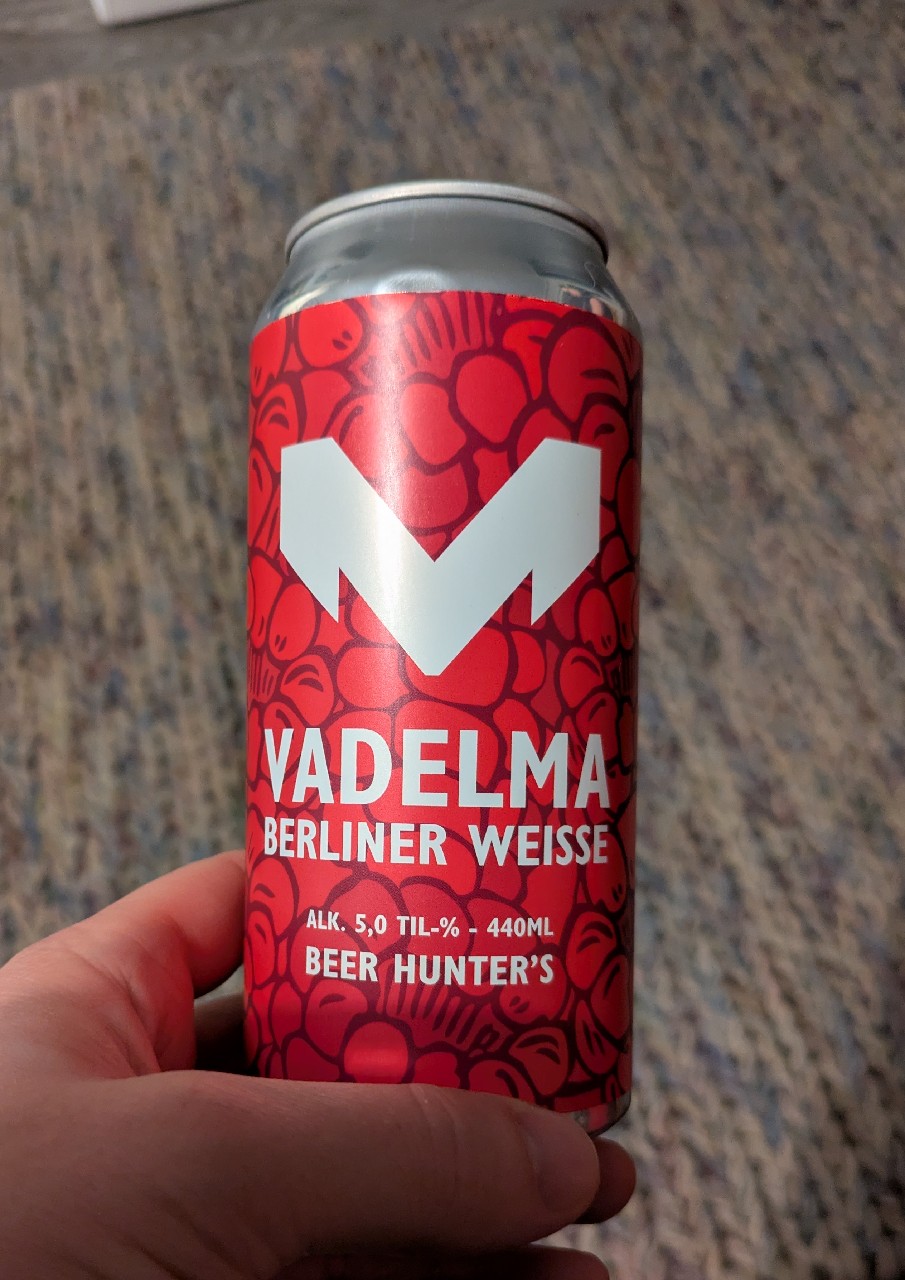 VADELMA
BERLINER WEISSE
ALK. 5,0 TIL-% - 440ML
BEER HUNTER'S